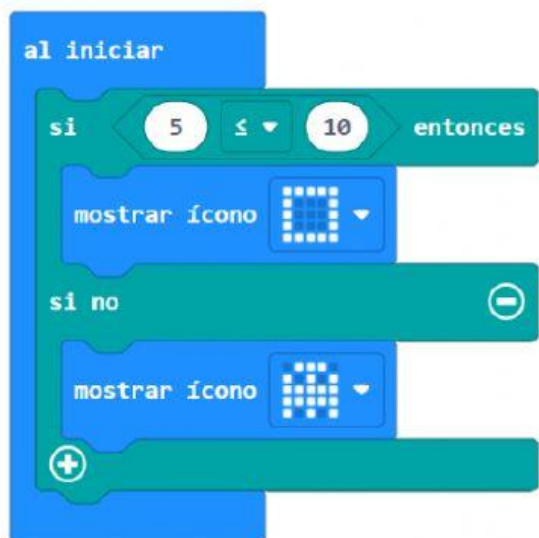 al iniciar
si 5 ≤ 10 entonces
mostrar ícono
si no
mostrar ícono